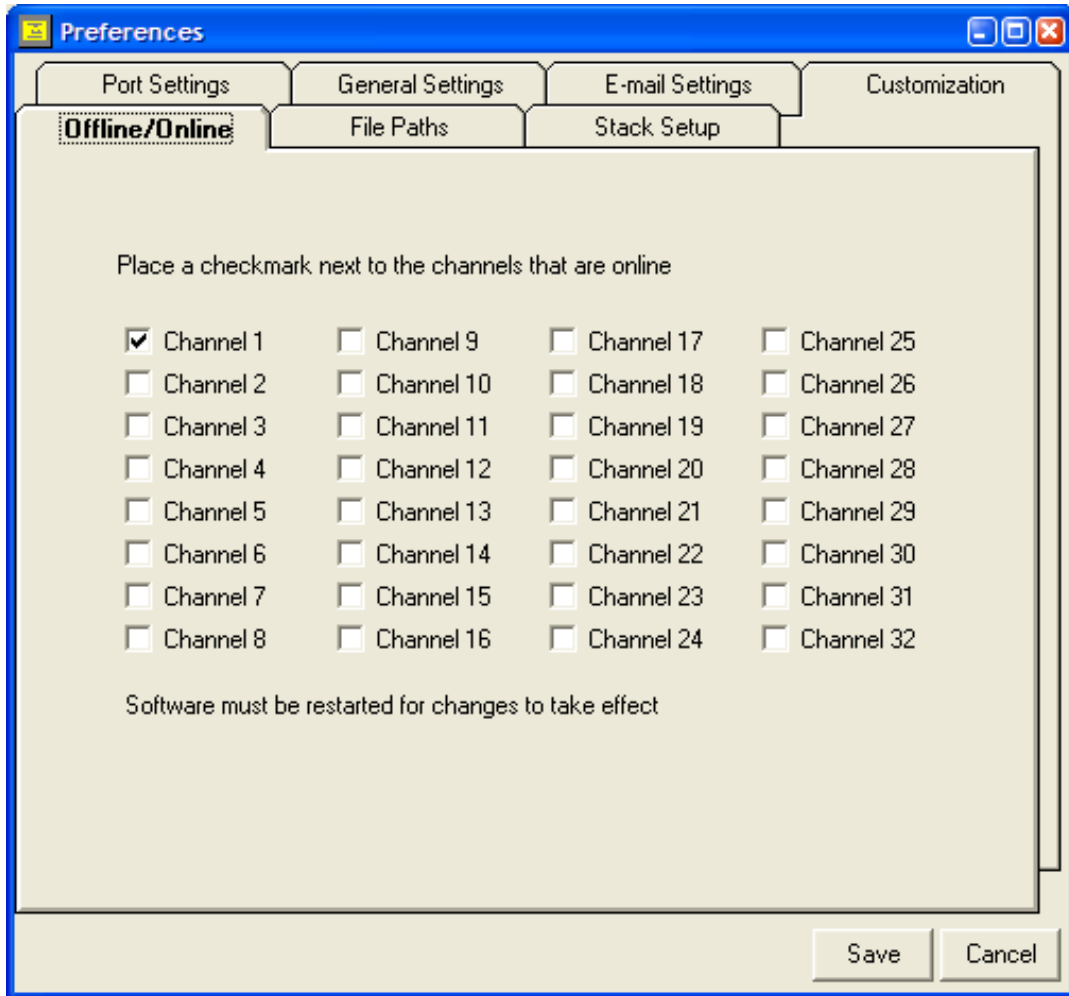 Preferences
Port Settings General Settings E-mail Settings Customization
Offline/Online File Paths Stack Setup
Place a checkmark next to the channels that are online
Channel 1 Channel 9 Channel 17 Channel 25
Channel 2 Channel 10 Channel 18 Channel 26
Channel 3 Channel 11 Channel 19 Channel 27
Channel 4 Channel 12 Channel 20 Channel 28
Channel 5 Channel 13 Channel 21 Channel 29
Channel 6 Channel 14 Channel 22 Channel 30
Channel 7 Channel 15 Channel 23 Channel 31
Channel 8 Channel 16 Channel 24 Channel 32
Software must be restarted for changes to take effect
Save Cancel